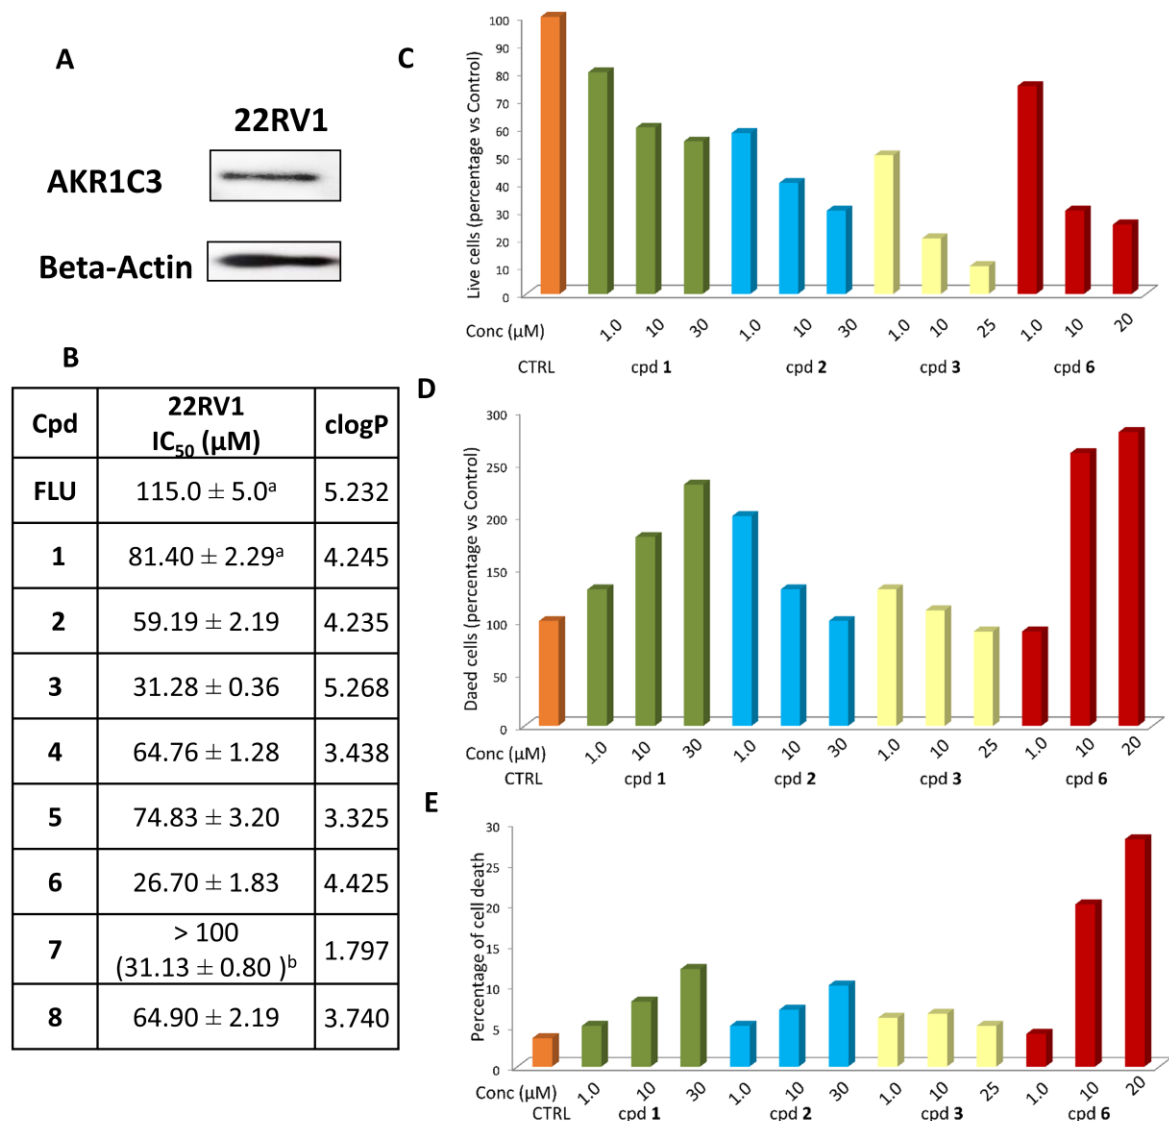 A
22RV1
AKR1C3
Beta-Actin
B
Cpd 22RV1 IC50 (μM) clogP
FLU 115.0 ± 5.0a 5.232
1 81.40 ± 2.29a 4.245
2 59.19 ± 2.19 4.235
3 31.28 ± 0.36 5.268
4 64.76 ± 1.28 3.438
5 74.83 ± 3.20 3.325
6 26.70 ± 1.83 4.425
7 > 100 (31.13 ± 0.80 )b 1.797
8 64.90 ± 2.19 3.740
C
Live cells (percentage vs Control)
100
90
80
70
60
50
40
30
20
10
0
Conc (μM) 1.0 10 30 1.0 10 30 1.0 10 25 1.0 10 20
CTRL cpd 1 cpd 2 cpd 3 cpd 6
D
Daed cells (percentage vs Control)
300
250
200
150
100
50
0
Conc (μM) 1.0 10 30 1.0 10 30 1.0 10 25 1.0 10 20
CTRL cpd 1 cpd 2 cpd 3 cpd 6
E
Percentage of cell death
30
25
20
15
10
5
0
Conc (μM) 1.0 10 30 1.0 10 30 1.0 10 25 1.0 10 20
CTRL cpd 1 cpd 2 cpd 3 cpd 6